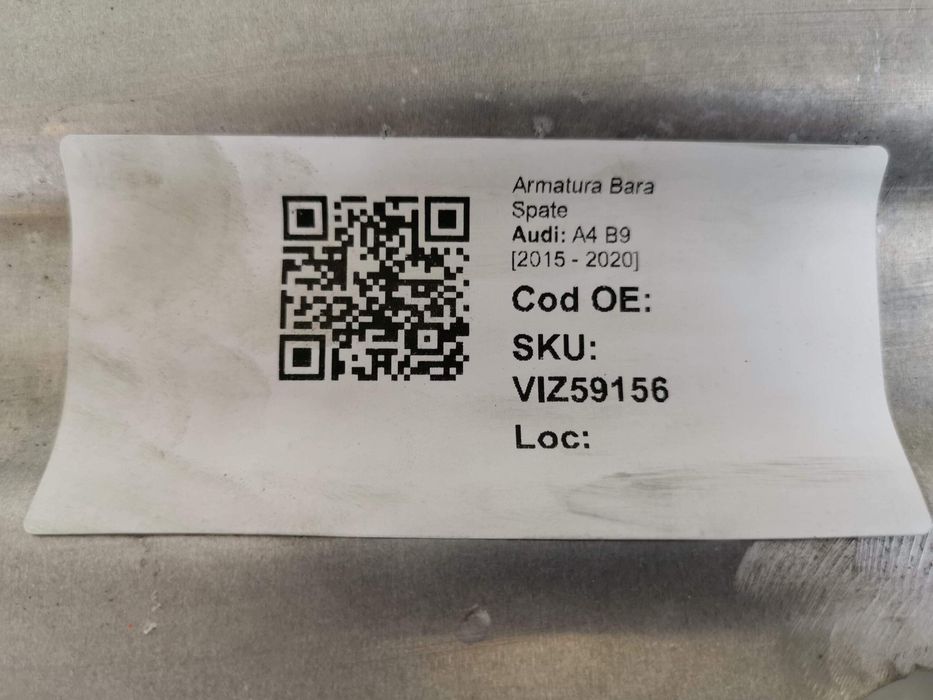 Armatura Bara
Spate
Audi: A4 B9
[2015 - 2020]
Cod OE:
SKU:
VIZ59156
Loc: